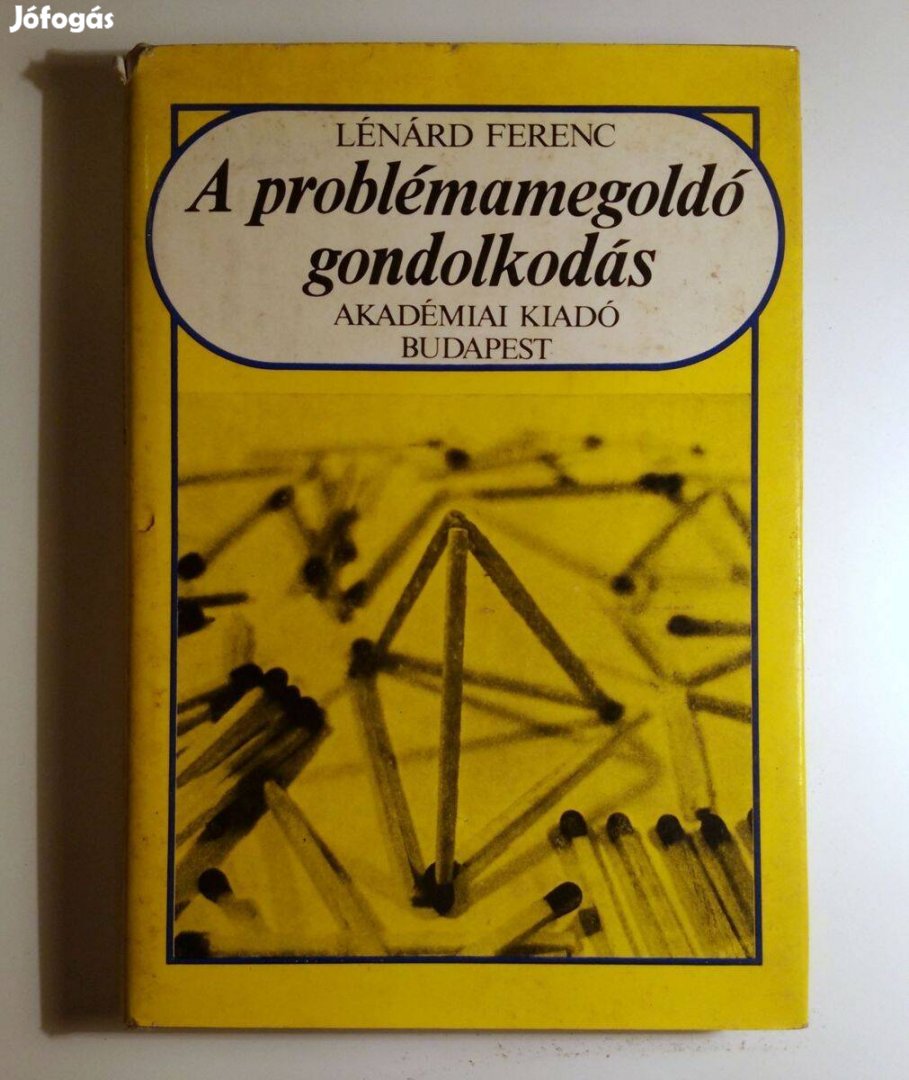 Jófogás
LÉNÁRD FERENC
A problémamegoldó
gondolkodás
AKADÉMIAI KIADÓ
BUDAPEST